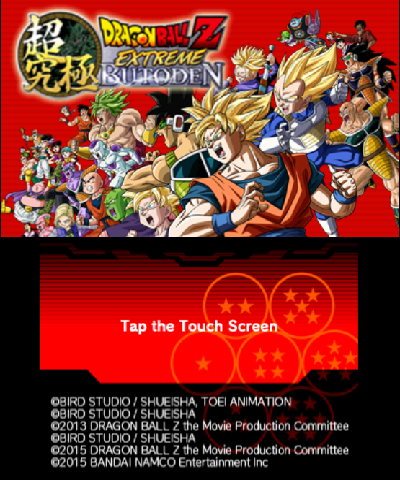 超
究極
DRAGON BALL Z
EXTREME
BUTODEN
Tap the Touch Screen
©BIRD STUDIO / SHUEISHA, TOEI ANIMATION
©BIRD STUDIO / SHUEISHA
©2013 DRAGON BALL Z the Movie Production Committee
©BIRD STUDIO / SHUEISHA
©2015 DRAGON BALL Z the Movie Production Committee
©2015 BANDAI NAMCO Entertainment Inc